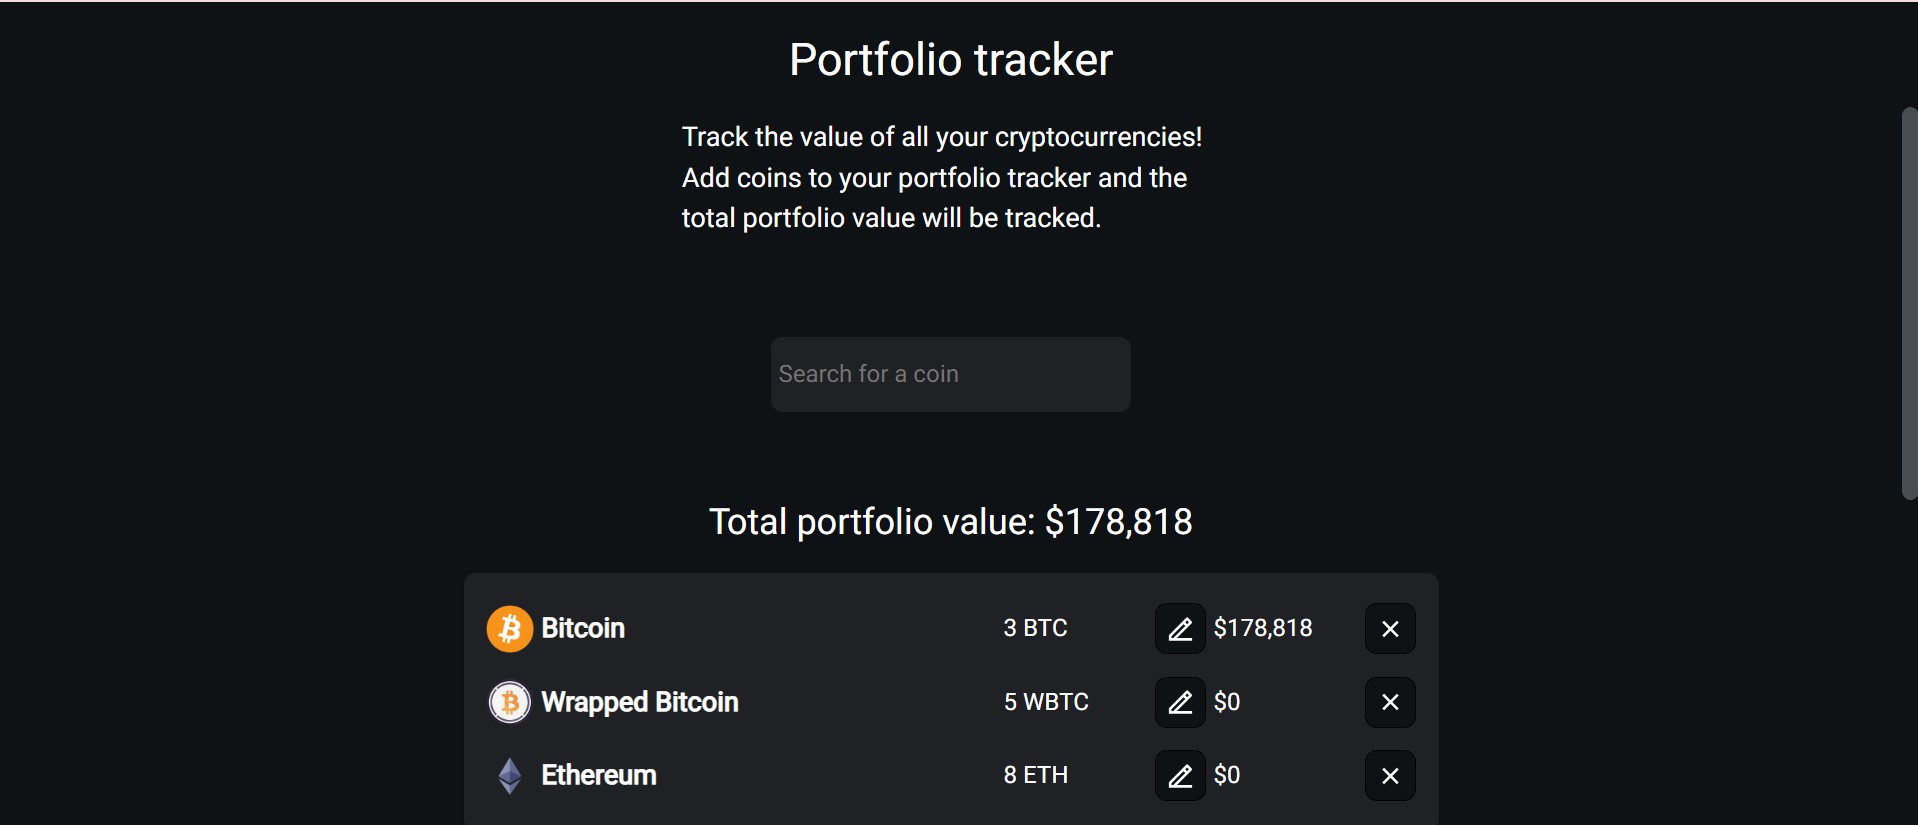 Portfolio tracker
Track the value of all your cryptocurrencies!
Add coins to your portfolio tracker and the
total portfolio value will be tracked.
Search for a coin
Total portfolio value: $178,818
Bitcoin 3 BTC $178,818
Wrapped Bitcoin 5 WBTC $0
Ethereum 8 ETH $0